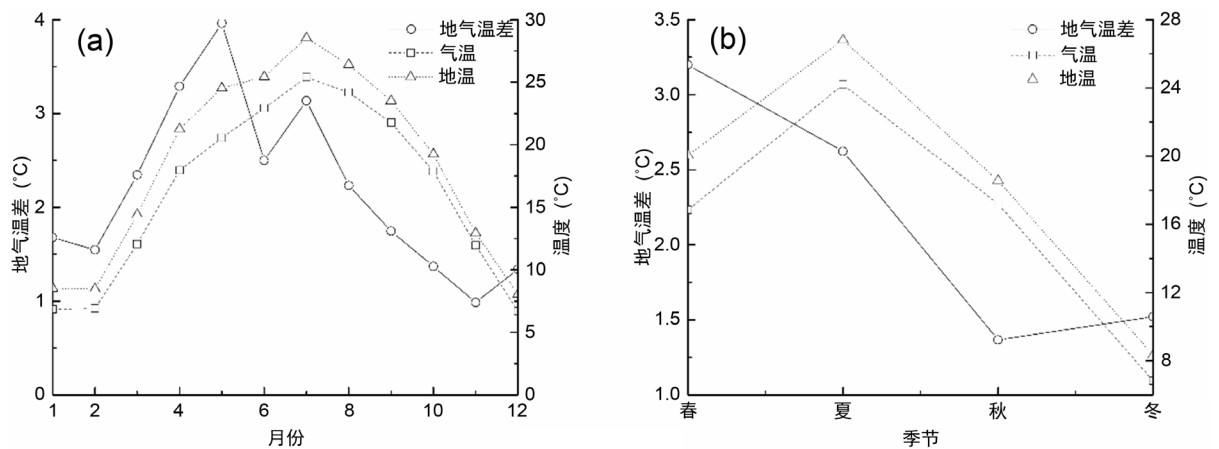 (a)
地气温差
气温
地温
地气温差 (°C)
温度 (°C)
4
3
2
1
0
30
25
20
15
10
5
0
1 2 4 6 8 10 12
月份
(b)
地气温差
气温
地温
地气温差 (°C)
温度 (°C)
3.5
3.0
2.5
2.0
1.5
1.0
28
24
20
16
12
8
春 夏 秋 冬
季节